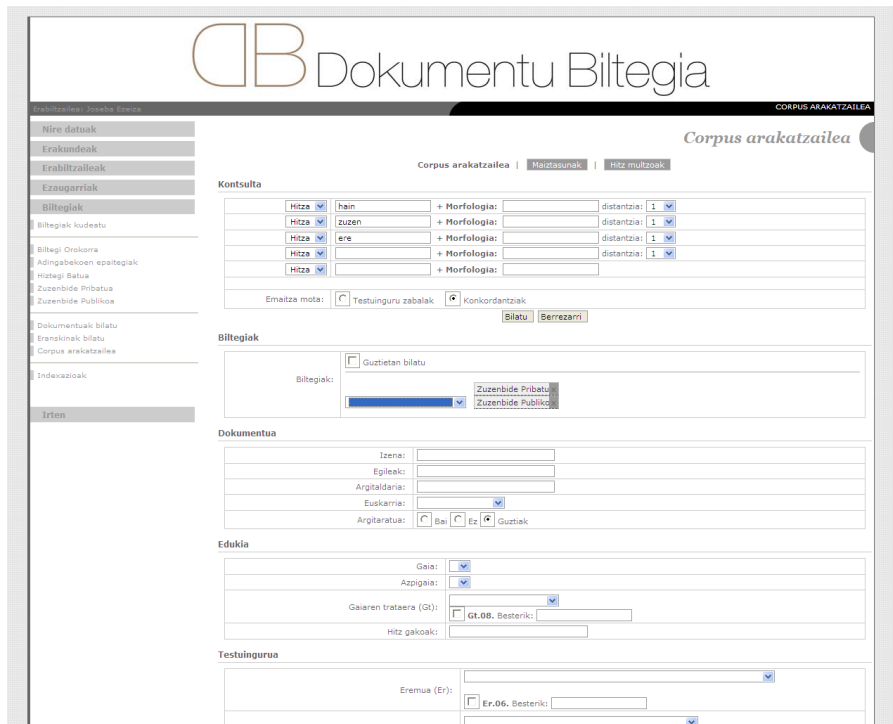 DB Dokumentu Biltegia
Erabiltzailea: Joseba Ezeiza
CORPUS ARAKATZAILEA
Nire datuak
Erakundeak
Erabiltzaileak
Ezaugarriak
Biltegiak
Biltegiak kudeatu
Biltegi Orokorra
Adingabekoen epaitegiak
Hiztegi Batua
Zuzenbide Pribatua
Zuzenbide Publikoa
Dokumentuak bilatu
Eranskinak bilatu
Corpus arakatzailea
Indexazioak
Irten
Corpus arakatzailea
Corpus arakatzailea | Maiztasunak | Hitz multzoak
Kontsulta
Hitza hain + Morfologia: distantzia: 1
Hitza zuzen + Morfologia: distantzia: 1
Hitza ere + Morfologia: distantzia: 1
Hitza + Morfologia: distantzia: 1
Hitza + Morfologia:
Emaitza mota: Testuinguru zabalak Konkordantziak
Bilatu Berrezarri
Biltegiak
Guztietan bilatu
Biltegiak:
Zuzenbide Pribatu x
Zuzenbide Publiko x
Dokumentua
Izena:
Egileak:
Argitaldaria:
Euskarria:
Argitaratua: Bai Ez Guztiak
Edukia
Gaia:
Azpigaia:
Gaiaren trataera (Gt):
Gt.08. Besterik:
Hitz gakoak:
Testuingurua
Eremua (Er):
Er.06. Besterik: